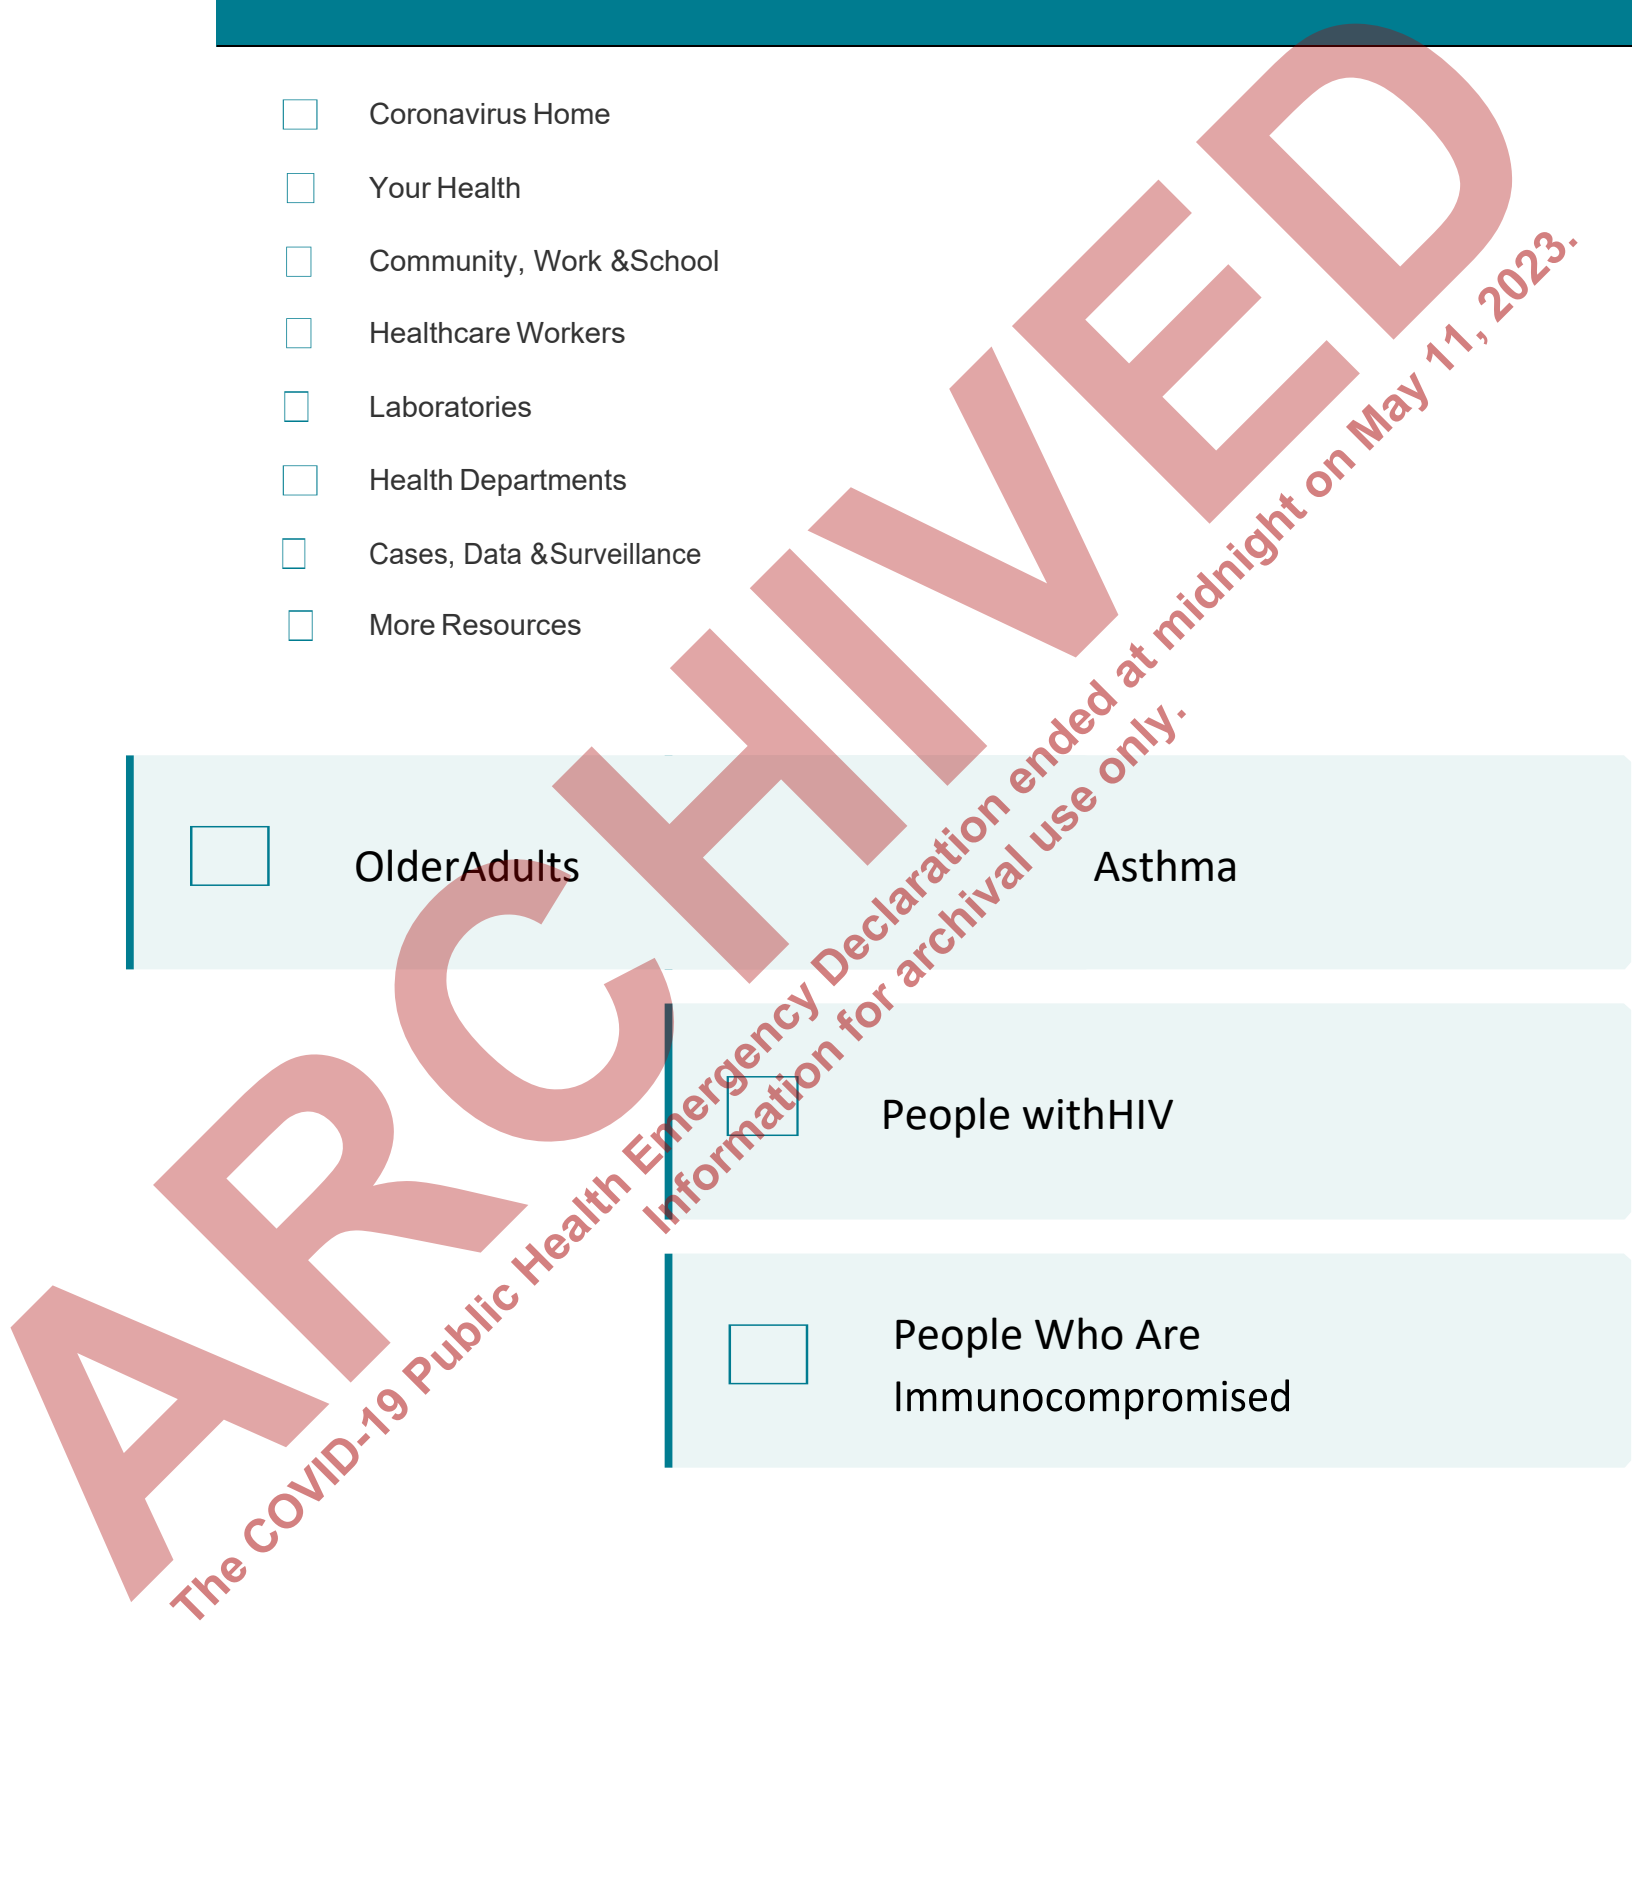 Coronavirus Home
Your Health
Community, Work &School
Healthcare Workers
Laboratories
Health Departments
Cases, Data &Surveillance
More Resources
OlderAdults
Asthma
People withHIV
People Who Are
Immunocompromised
ARCHIVED
The COVID-19 Public Health Emergency Declaration ended at midnight on May 11, 2023.
Information for archival use only.